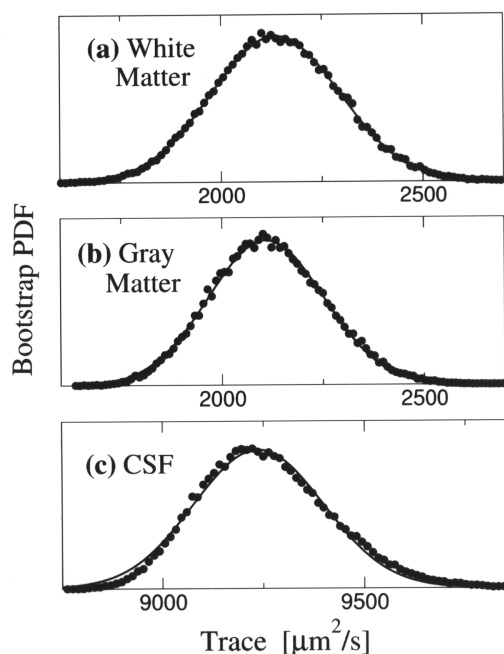 (a) White
Matter
2000
2500
Bootstrap PDF
(b) Gray
Matter
2000
2500
(c) CSF
9000
9500
Trace [μm²/s]